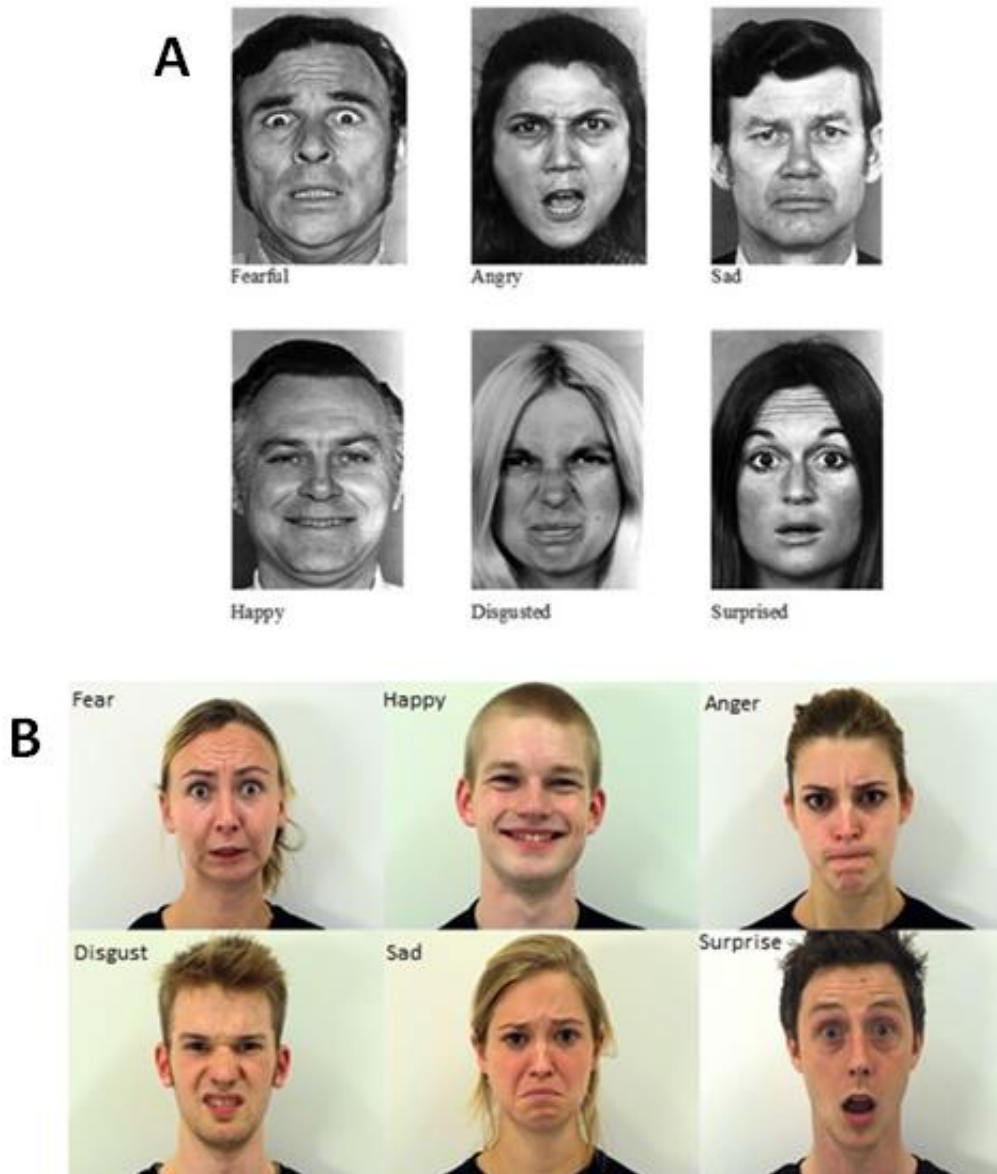 A
Fearful
Angry
Sad
Happy
Disgusted
Surprised
B
Fear
Happy
Anger
Disgust
Sad
Surprise